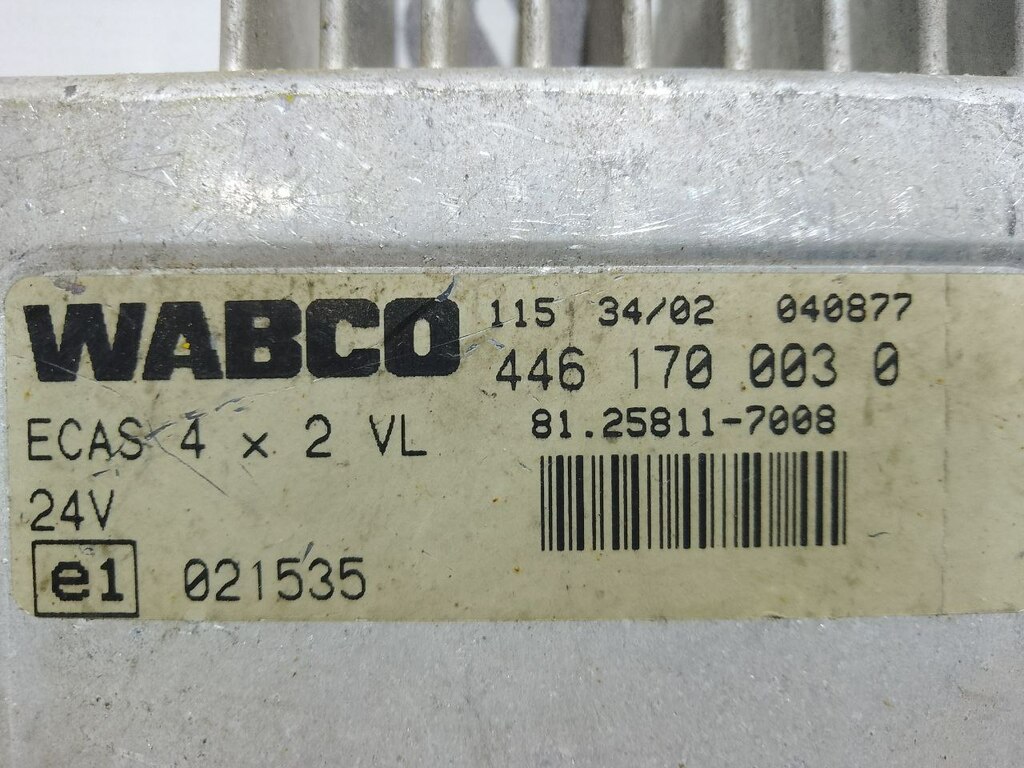 WABCO 115 34/02 040877
446 170 003 0
ECAS 4 x 2 VL 81.25811-7008
24V
e1 021535